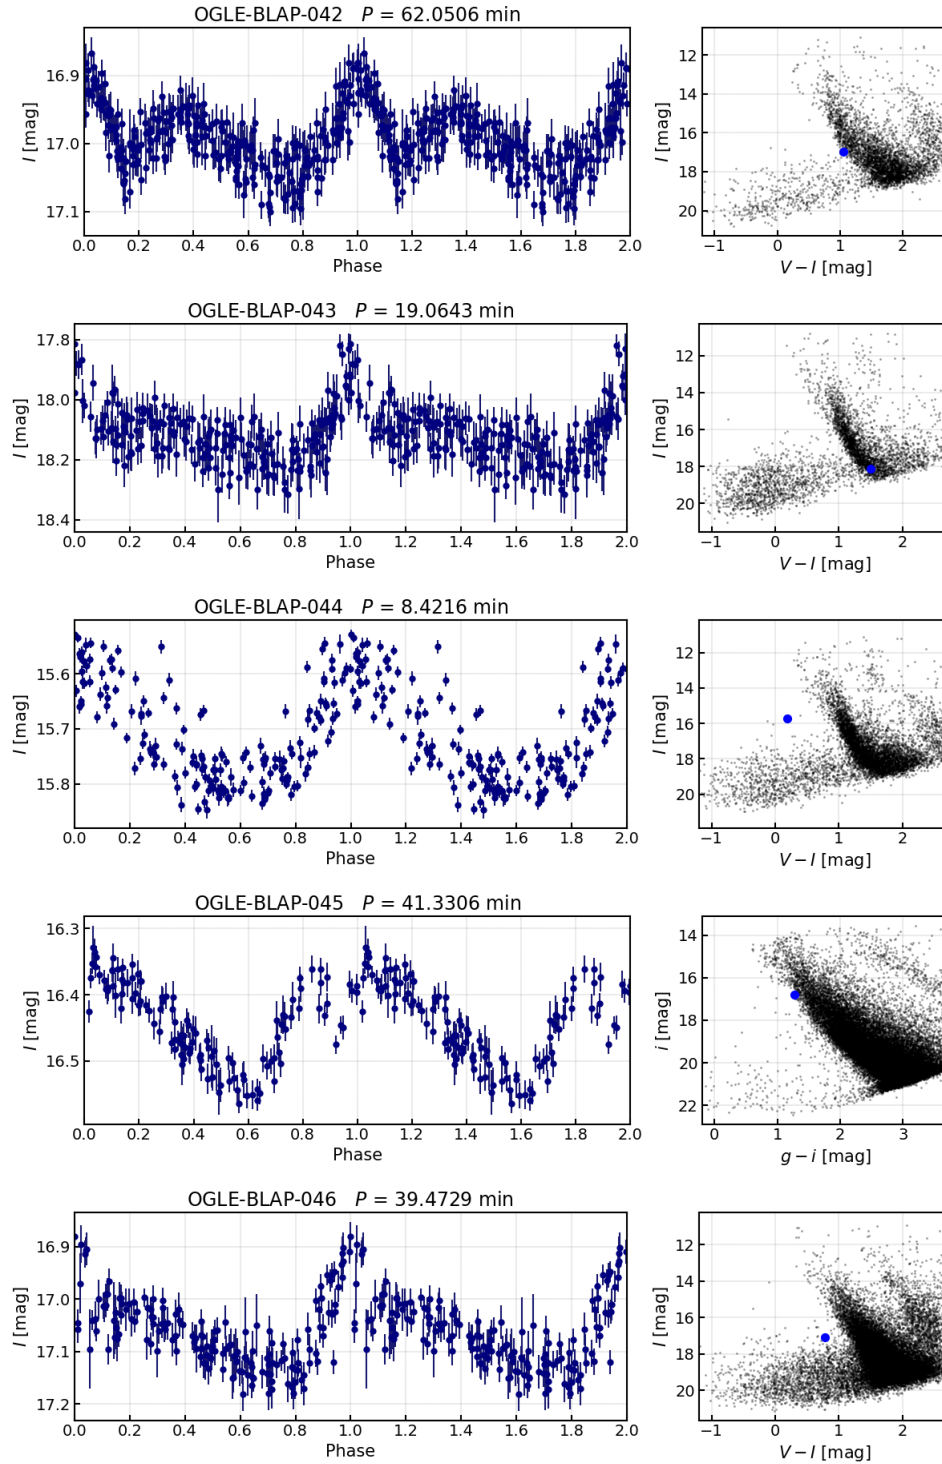 OGLE-BLAP-042 P = 62.0506 min
16.9
17.0
17.1
I [mag]
0.0 0.2 0.4 0.6 0.8 1.0 1.2 1.4 1.6 1.8 2.0
Phase
12
14
16
18
20
I [mag]
−1 0 1 2
V − I [mag]
OGLE-BLAP-043 P = 19.0643 min
17.8
18.0
18.2
18.4
I [mag]
0.0 0.2 0.4 0.6 0.8 1.0 1.2 1.4 1.6 1.8 2.0
Phase
12
14
16
18
20
I [mag]
−1 0 1 2
V − I [mag]
OGLE-BLAP-044 P = 8.4216 min
15.6
15.7
15.8
I [mag]
0.0 0.2 0.4 0.6 0.8 1.0 1.2 1.4 1.6 1.8 2.0
Phase
12
14
16
18
20
I [mag]
−1 0 1 2
V − I [mag]
OGLE-BLAP-045 P = 41.3306 min
16.3
16.4
16.5
I [mag]
0.0 0.2 0.4 0.6 0.8 1.0 1.2 1.4 1.6 1.8 2.0
Phase
14
16
18
20
22
i [mag]
0 1 2 3
g − i [mag]
OGLE-BLAP-046 P = 39.4729 min
16.9
17.0
17.1
17.2
I [mag]
0.0 0.2 0.4 0.6 0.8 1.0 1.2 1.4 1.6 1.8 2.0
Phase
12
14
16
18
20
I [mag]
−1 0 1 2
V − I [mag]